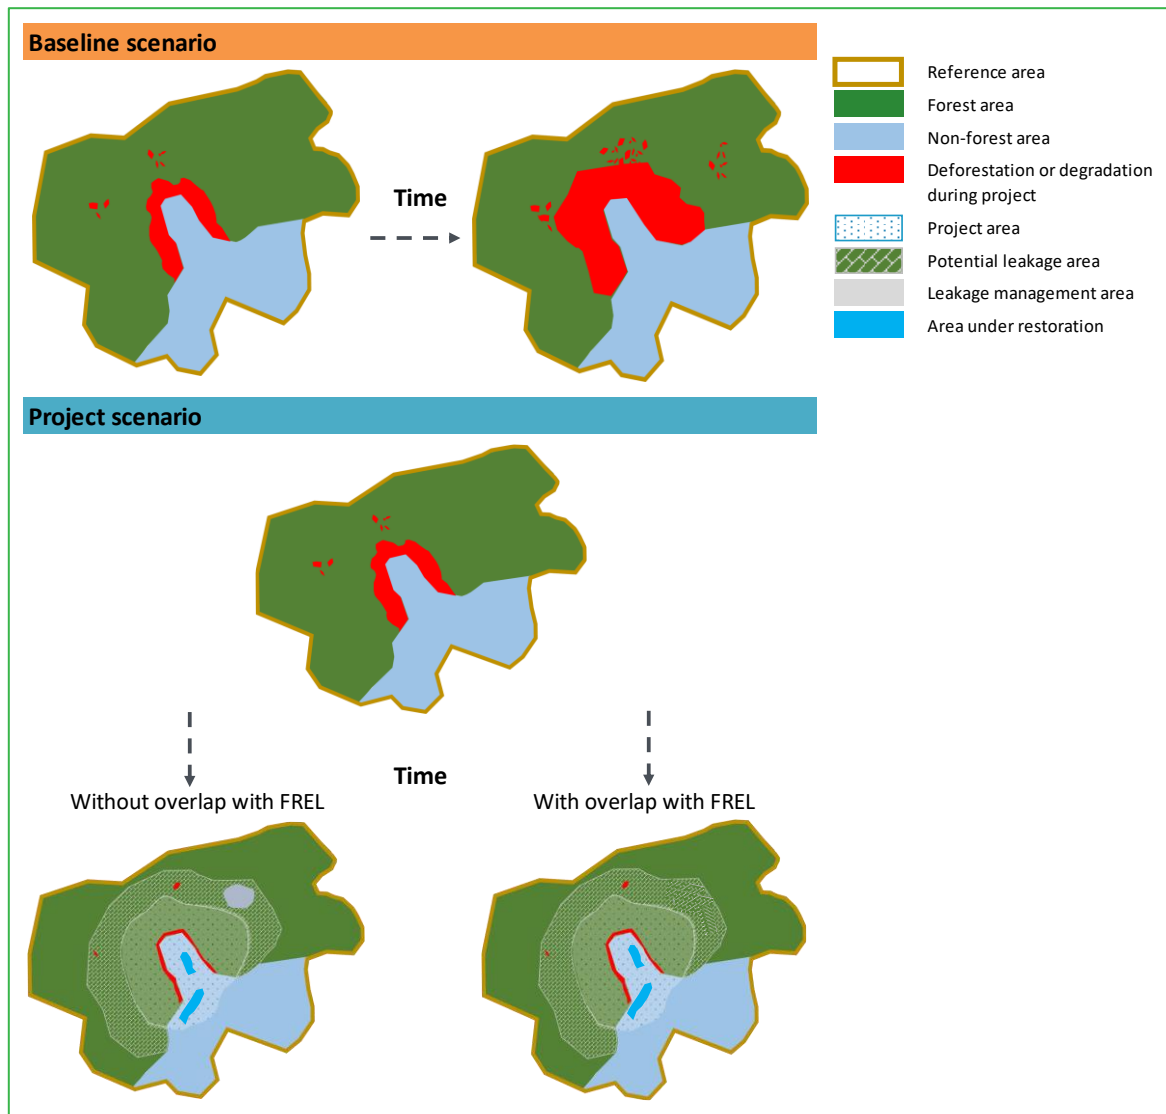 Baseline scenario
Time
Reference area
Forest area
Non-forest area
Deforestation or degradation
during project
Project area
Potential leakage area
Leakage management area
Area under restoration
Project scenario
Time
Without overlap with FREL
With overlap with FREL